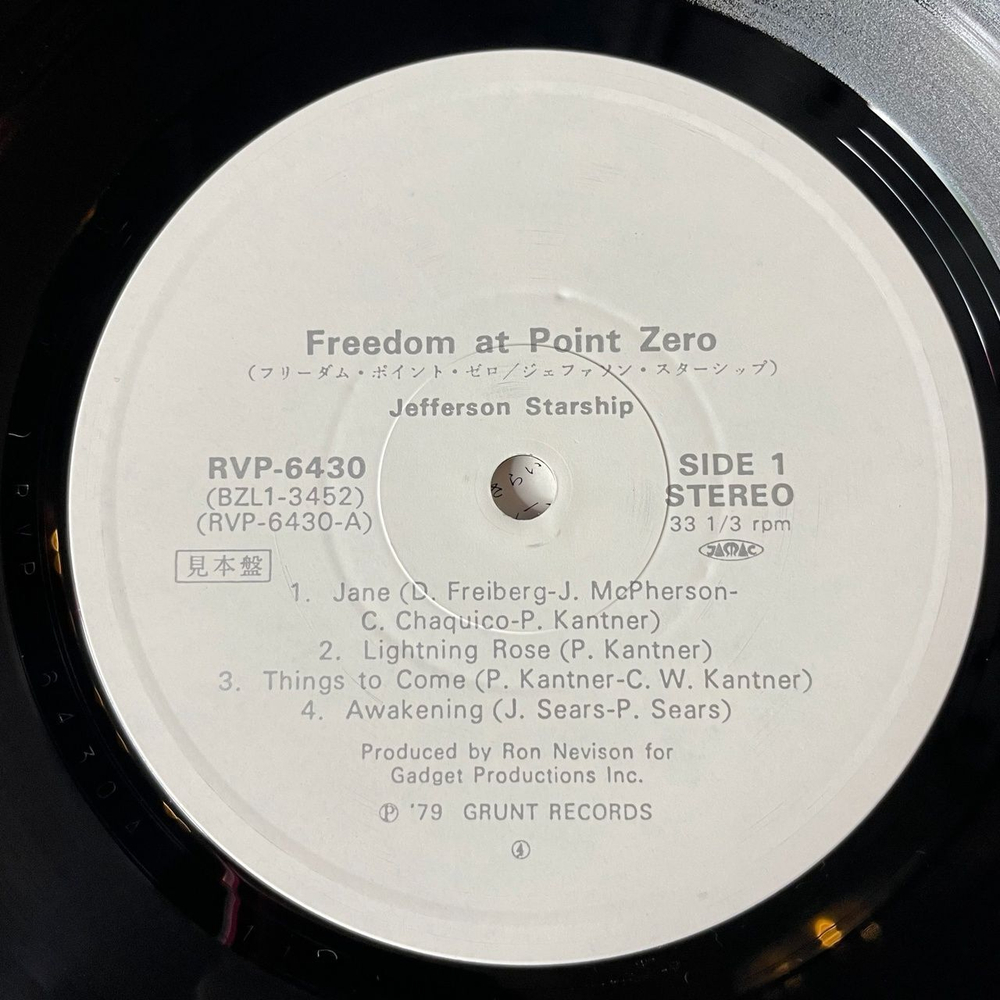 Freedom at Point Zero
(フリーダム・ポイント・ゼロ/ジェファソン・スターシップ)
Jefferson Starship
RVP-6430
(BZL1-3452)
(RVP-6430-A)
見本盤
SIDE 1
STEREO
33 1/3 rpm
JASRAC
1. Jane (D. Freiberg-J. McPherson-
C. Chaquico-P. Kantner)
2. Lightning Rose (P. Kantner)
3. Things to Come (P. Kantner-C. W. Kantner)
4. Awakening (J. Sears-P. Sears)
Produced by Ron Nevison for
Gadget Productions Inc.
Ⓟ '79 GRUNT RECORDS